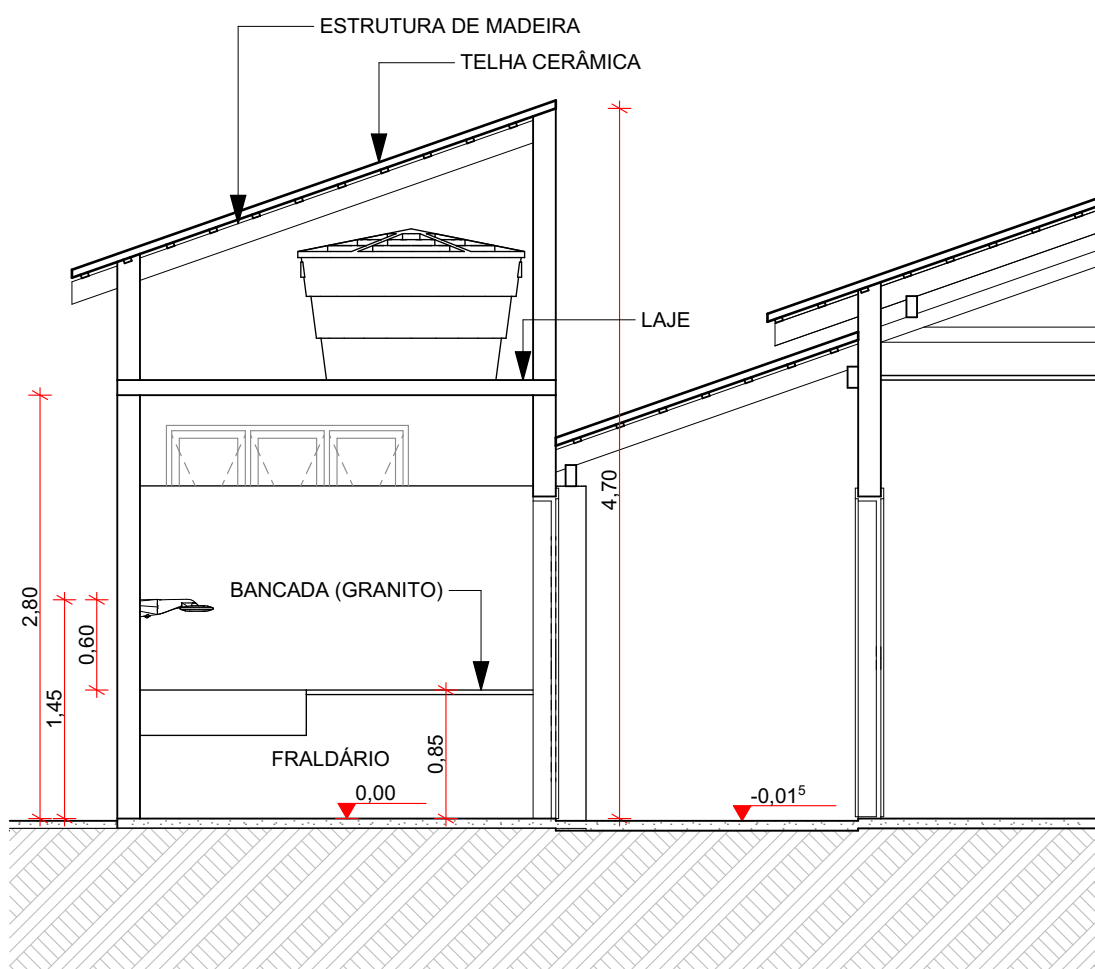 ESTRUTURA DE MADEIRA
TELHA CERÂMICA
LAJE
4,70
2,80
BANCADA (GRANITO)
0,60
1,45
0,85
FRALDÁRIO
0,00
-0,01⁵